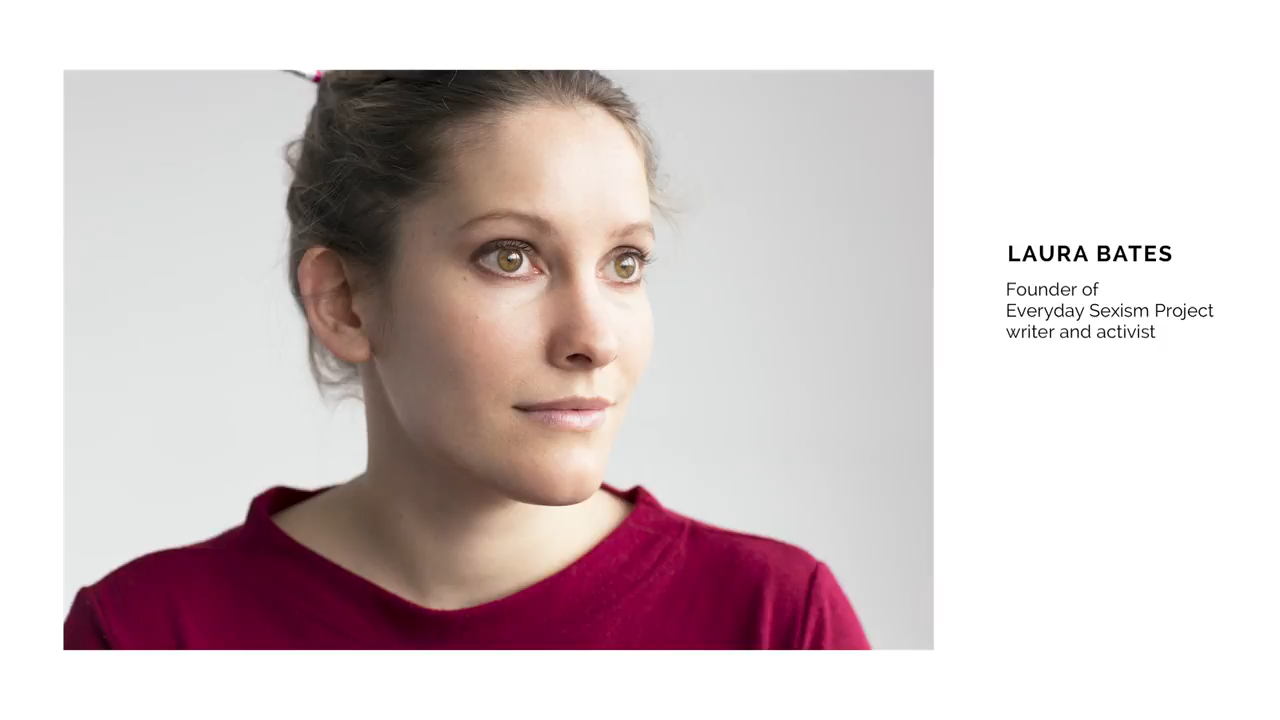 LAURA BATES
Founder of
Everyday Sexism Project
writer and activist